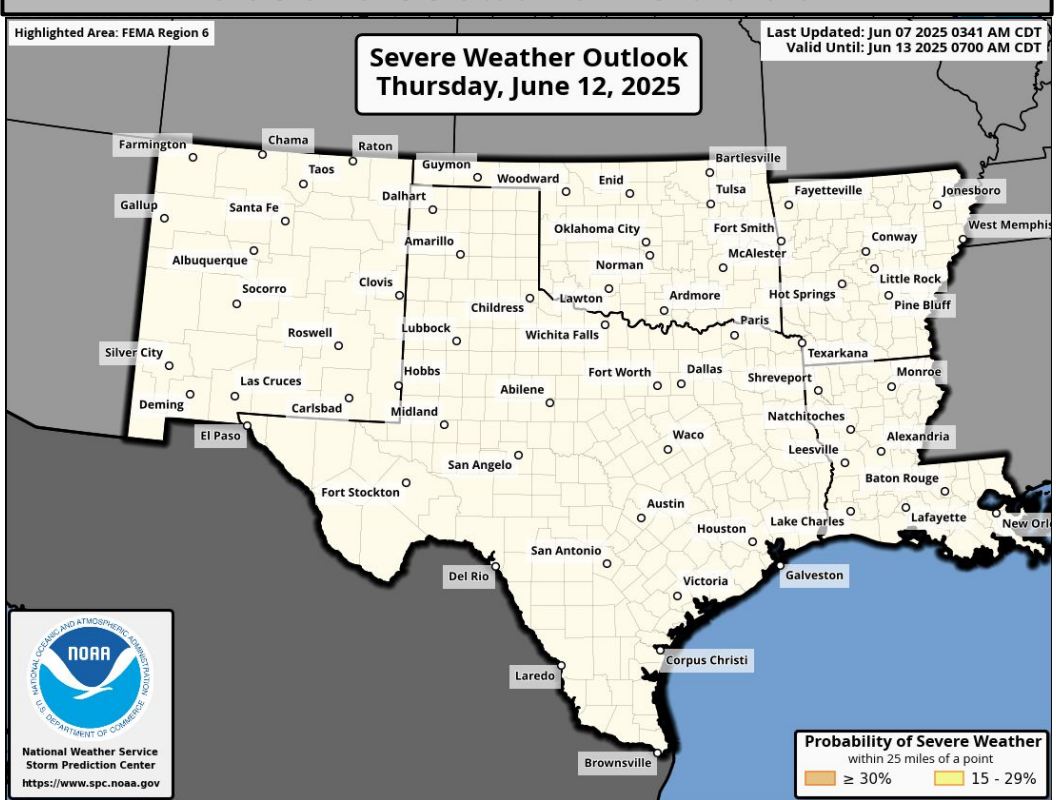 Highlighted Area: FEMA Region 6
Severe Weather Outlook
Thursday, June 12, 2025
Last Updated: Jun 07 2025 0341 AM CDT
Valid Until: Jun 13 2025 0700 AM CDT
Farmington
Chama
Raton
Taos
Guymon
Woodward
Enid
Bartlesville
Tulsa
Fayetteville
Jonesboro
Gallup
Santa Fe
Dalhart
Oklahoma City
Fort Smith
West Memphis
Albuquerque
Amarillo
Norman
McAlester
Conway
Socorro
Clovis
Childress
Lawton
Ardmore
Hot Springs
Little Rock
Pine Bluff
Roswell
Lubbock
Wichita Falls
Paris
Texarkana
Silver City
Las Cruces
Hobbs
Fort Worth
Dallas
Shreveport
Monroe
Deming
Carlsbad
Midland
Abilene
Natchitoches
El Paso
Waco
Leesville
Alexandria
San Angelo
Baton Rouge
Fort Stockton
Austin
Houston
Lake Charles
Lafayette
New Orl
San Antonio
Del Rio
Galveston
Victoria
Laredo
Corpus Christi
Brownsville
NATIONAL OCEANIC AND ATMOSPHERIC ADMINISTRATION
NOAA
U.S. DEPARTMENT OF COMMERCE
National Weather Service
Storm Prediction Center
https://www.spc.noaa.gov
Probability of Severe Weather
within 25 miles of a point
≥ 30%
15 - 29%